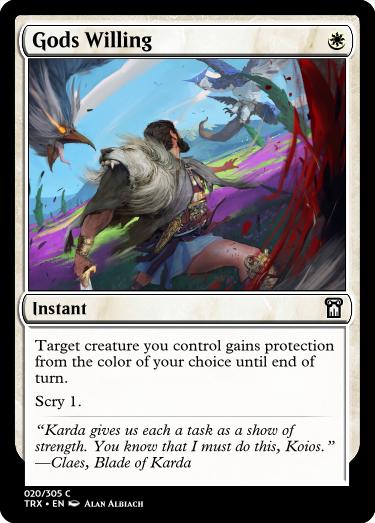 Gods Willing
Instant
Target creature you control gains protection
from the color of your choice until end of
turn.
Scry 1.
“Karda gives us each a task as a show of
strength. You know that I must do this, Koios.”
—Claes, Blade of Karda
020/305 C
TRX • EN Alan Albiach